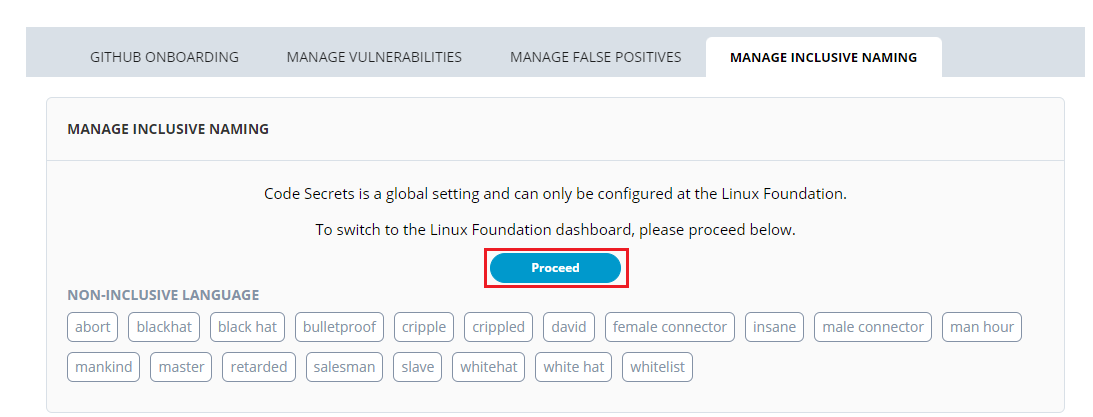 GITHUB ONBOARDING MANAGE VULNERABILITIES MANAGE FALSE POSITIVES MANAGE INCLUSIVE NAMING
MANAGE INCLUSIVE NAMING
Code Secrets is a global setting and can only be configured at the Linux Foundation.
To switch to the Linux Foundation dashboard, please proceed below.
Proceed
NON-INCLUSIVE LANGUAGE
abort blackhat black hat bulletproof cripple crippled david female connector insane male connector man hour
mankind master retarded salesman slave whitehat white hat whitelist